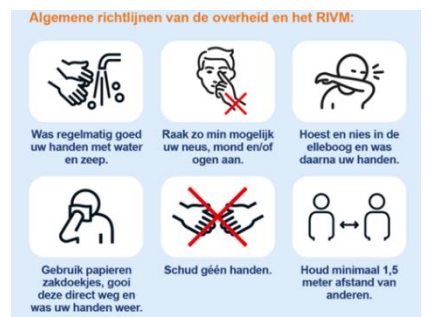 Algemene richtlijnen van de overheid en het RIVM:
Was regelmatig goed
uw handen met water
en zeep.
Raak zo min mogelijk
uw neus, mond en/of
ogen aan.
Hoest en nies in de
elleboog en was
daarna uw handen.
Gebruik papieren
zakdoekjes, gooi
deze direct weg en
was uw handen weer.
Schud géén handen.
Houd minimaal 1,5
meter afstand van
anderen.